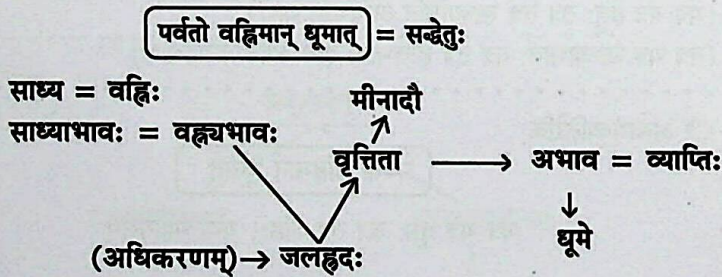 पर्वतो वह्निमान् धूमात् = सद्धेतुः
साध्य = वह्निः
मीनादौ
साध्याभावः = वह्न्यभावः
वृत्तिता → अभाव = व्याप्तिः
↓
धूमे
(अधिकरणम्)→ जलह्रदः